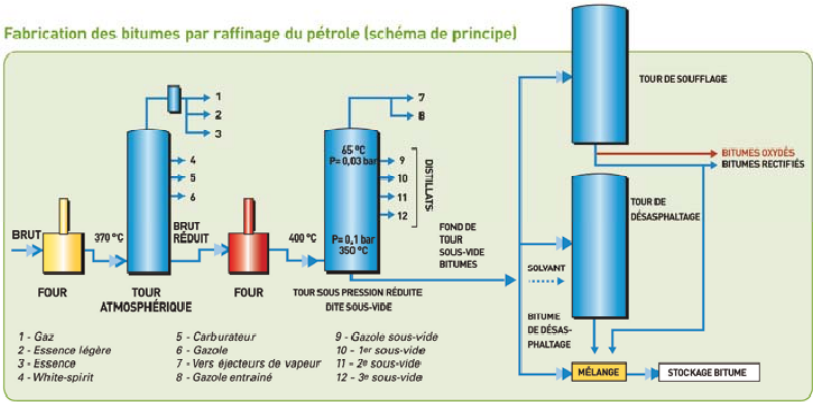 Fabrication des bitumes par raffinage du pétrole (schéma de principe)
TOUR DE SOUFFLAGE
1
2
3
7
8
65 °C
P= 0,03 bar
4
5
6
9
10
11
12
DISTILLATS
BITUMES OXYDÉS
BITUMES RECTIFIÉS
TOUR DE
DÉSASPHALTAGE
BRUT
370 °C
BRUT
RÉDUIT
400 °C
P= 0,1 bar
350 °C
FOND DE
TOUR
SOUS-VIDE
BITUMES
SOLVANT
FOUR
TOUR
ATMOSPHÉRIQUE
FOUR
TOUR SOUS PRESSION RÉDUITE
DITE SOUS-VIDE
BITUME
DE DÉSAS-
PHALTAGE
1 - Gaz
2 - Essence légère
3 - Essence
4 - White-spirit
5 - Carburateur
6 - Gazole
7 - Vers éjecteurs de vapeur
8 - Gazole entrainé
9 - Gazole sous-vide
10 - 1er sous-vide
11 - 2e sous-vide
12 - 3e sous-vide
MÉLANGE
STOCKAGE BITUME